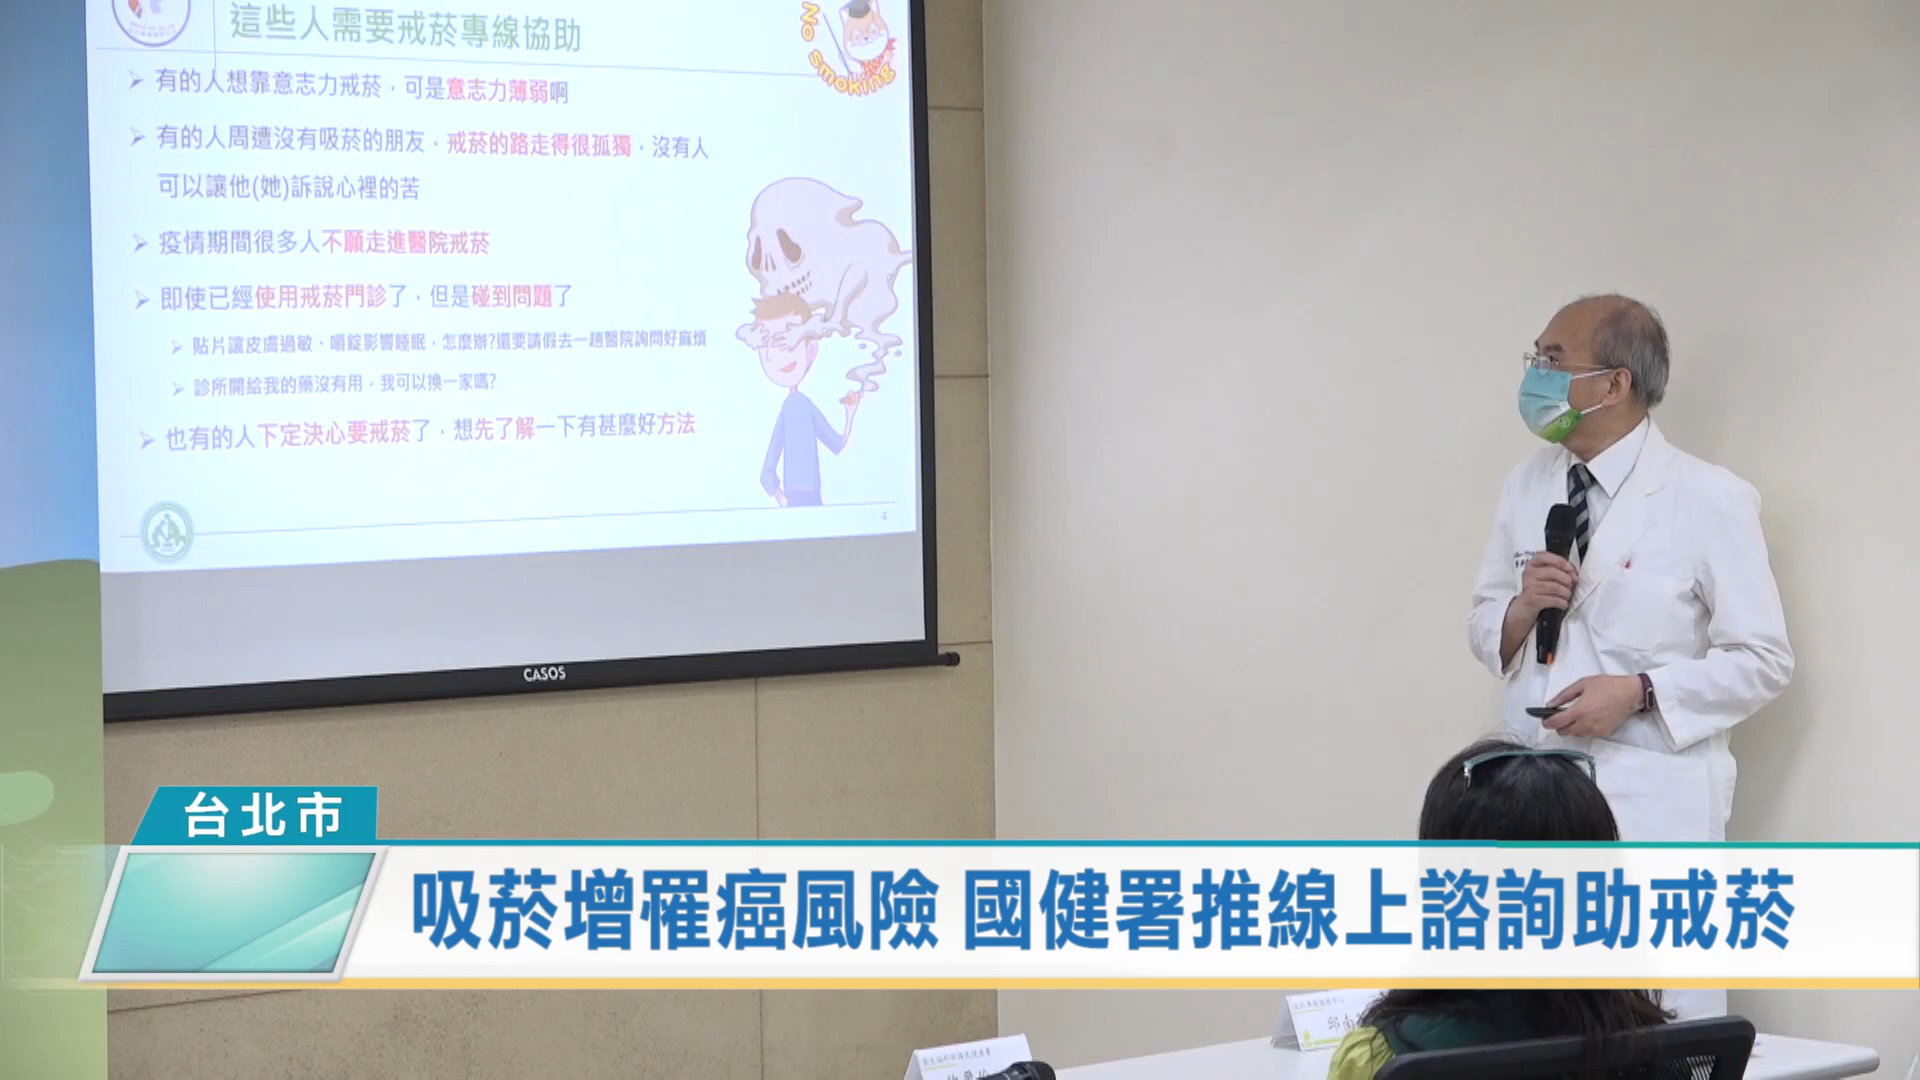 這些人需要戒菸專線協助
NO smoking
➢ 有的人想靠意志力戒菸，可是意志力薄弱啊
➢ 有的人周遭沒有吸菸的朋友，戒菸的路走得很孤獨，沒有人
可以讓他(她)訴說心裡的苦
➢ 疫情期間很多人不願走進醫院戒菸
➢ 即使已經使用戒菸門診了，但是碰到問題了
➢ 貼片讓皮膚過敏、嚼錠影響睡眠，怎麼辦?還要請假去一趟醫院詢問好麻煩
➢ 診所開給我的藥沒有用，我可以換一家嗎?
➢ 也有的人下定決心要戒菸了，想先了解一下有甚麼好方法
4
CASOS
台北市
吸菸增罹癌風險 國健署推線上諮詢助戒菸